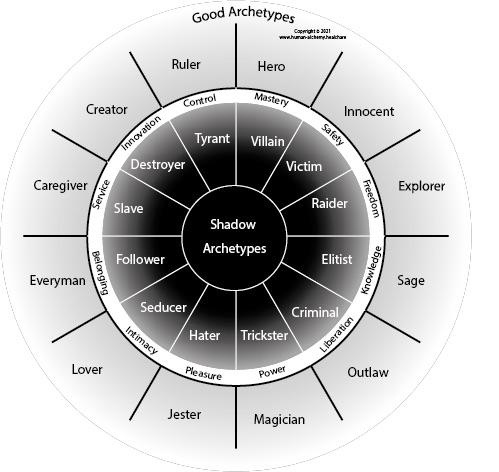 Good Archetypes
Copyright © 2021
www.human-alchemy.healthcare
Ruler
Hero
Creator
Innocent
Caregiver
Explorer
Everyman
Sage
Lover
Outlaw
Jester
Magician
Control
Mastery
Innovation
Safety
Service
Freedom
Belonging
Knowledge
Intimacy
Liberation
Pleasure
Power
Tyrant
Villain
Destroyer
Victim
Slave
Raider
Follower
Elitist
Seducer
Criminal
Hater
Trickster
Shadow
Archetypes